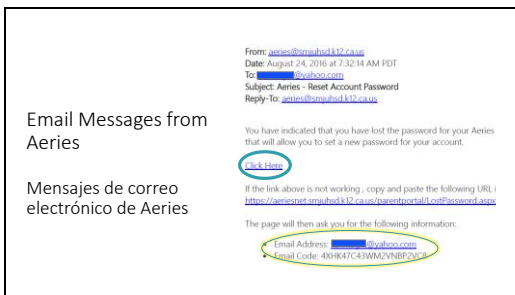 Email Messages from
Aeries
Mensajes de correo
electrónico de Aeries
From: aeries@smjuhsd.k12.ca.us
Date: August 24, 2016 at 7:32:14 AM PDT
To: @yahoo.com
Subject: Aeries - Reset Account Password
Reply-To: aeries@smjuhsd.k12.ca.us
You have indicated that you have lost the password for your Aeries
that will allow you to set a new password for your account.
Click Here
If the link above is not working , copy and paste the following URL i
https://aeriesnet.smjuhsd.k12.ca.us/parentportal/LostPassword.aspx
The page will then ask you for the following information:
• Email Address: @yahoo.com
• Email Code: 4XHK47C43WM2VNBP2VC8